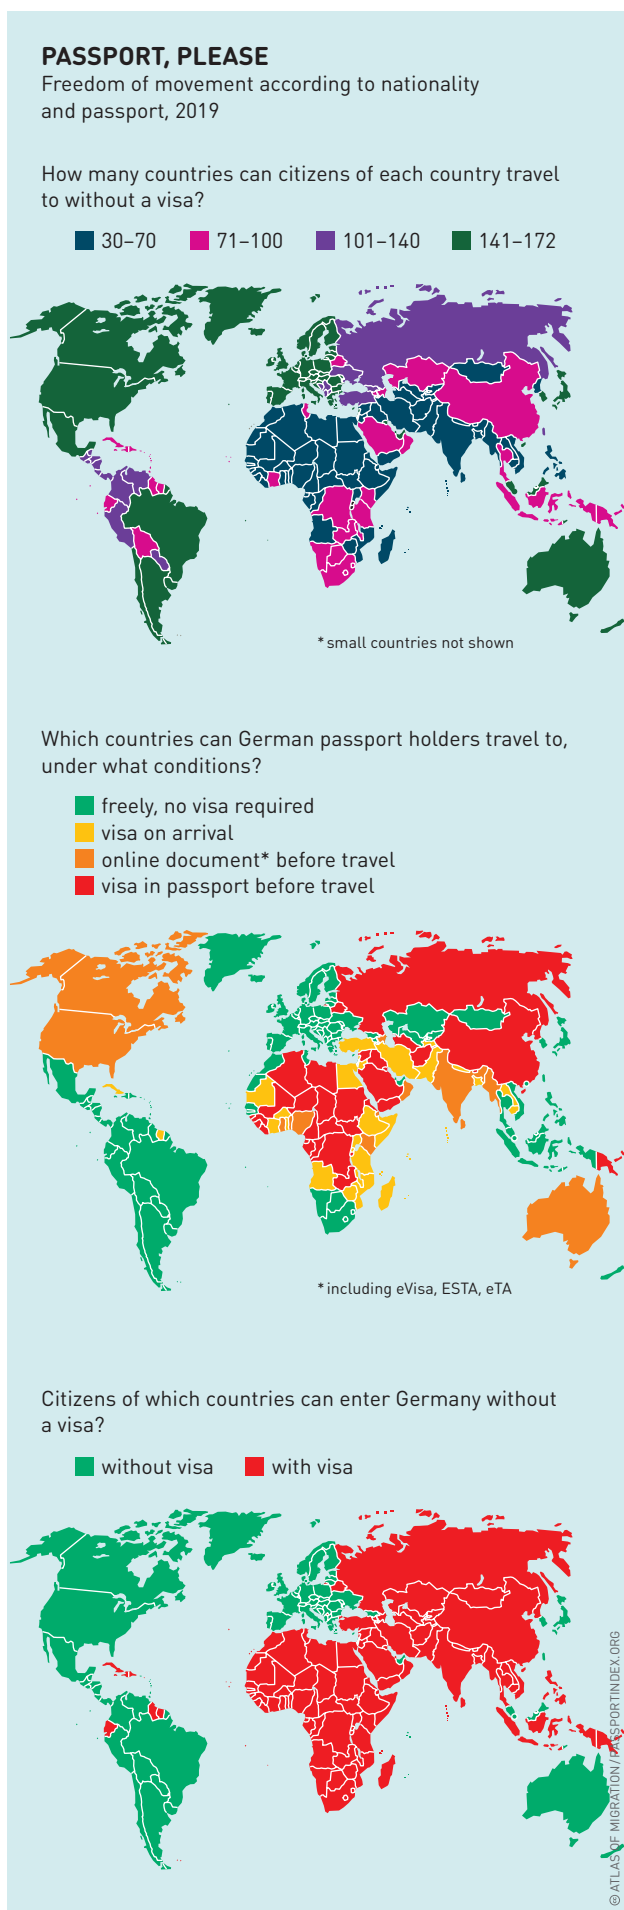 PASSPORT, PLEASE
Freedom of movement according to nationality
and passport, 2019
How many countries can citizens of each country travel
to without a visa?
30–70 71–100 101–140 141–172
* small countries not shown
Which countries can German passport holders travel to,
under what conditions?
freely, no visa required
visa on arrival
online document* before travel
visa in passport before travel
* including eVisa, ESTA, eTA
Citizens of which countries can enter Germany without
a visa?
without visa with visa
ATLAS OF MIGRATION / PASSPORTINDEX.ORG